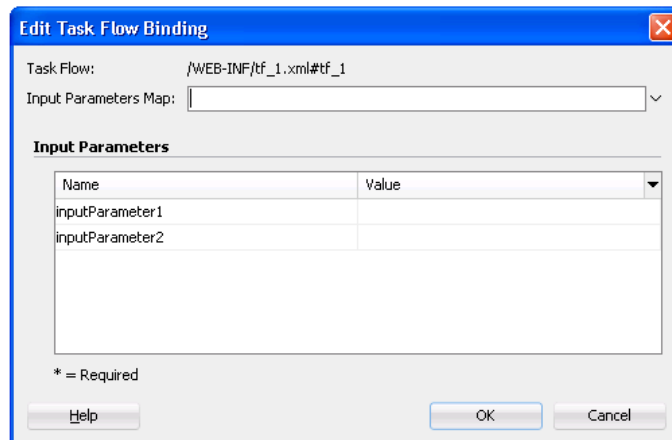 Edit Task Flow Binding
Task Flow: /WEB-INF/tf_1.xml#tf_1
Input Parameters Map:
Input Parameters
Name Value
inputParameter1
inputParameter2
* = Required
Help OK Cancel